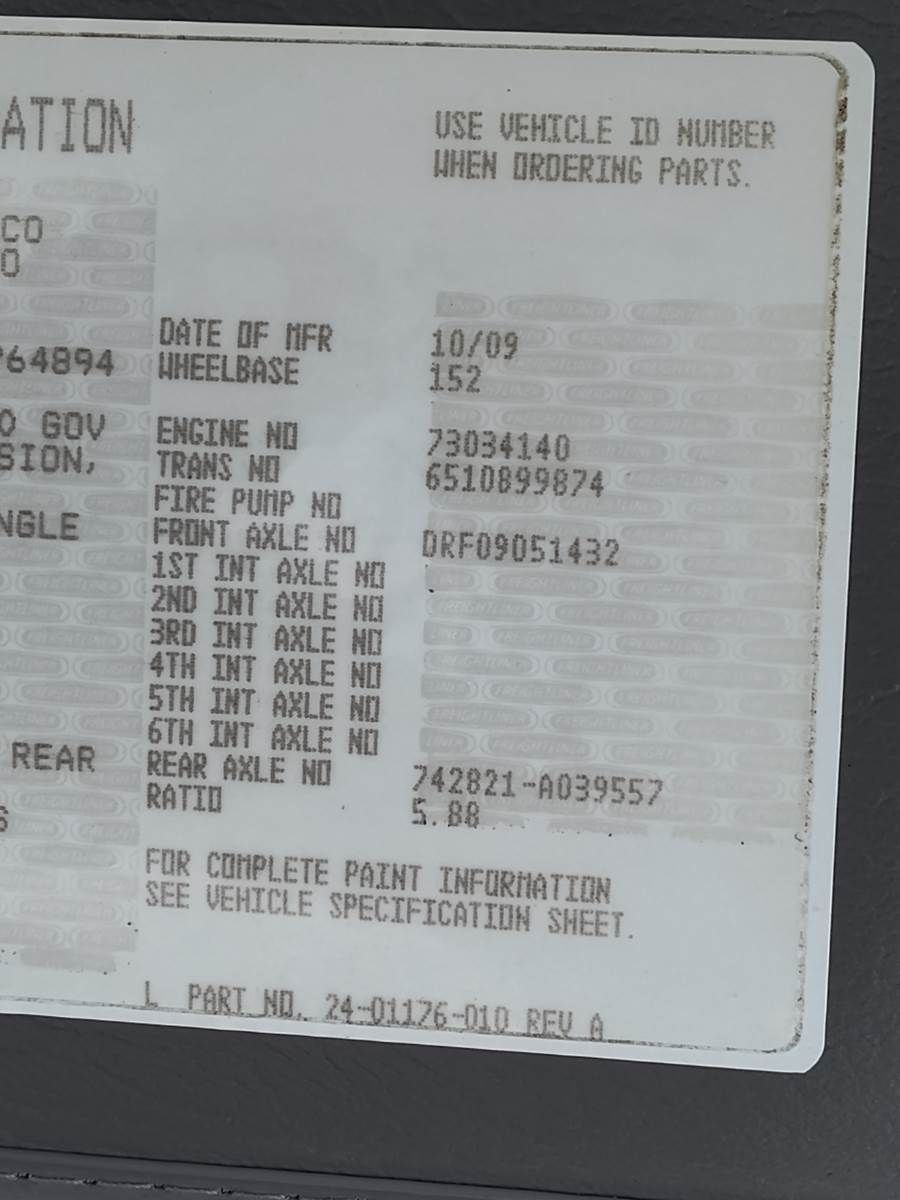 ATION
USE VEHICLE ID NUMBER
WHEN ORDERING PARTS.
CO
O
DATE OF MFR 10/09
64894 WHEELBASE 152
O GOV ENGINE NO 73034140
SION, TRANS NO 6510899874
FIRE PUMP NO
NGLE FRONT AXLE NO DRF09051432
1ST INT AXLE NO
2ND INT AXLE NO
3RD INT AXLE NO
4TH INT AXLE NO
5TH INT AXLE NO
6TH INT AXLE NO
REAR REAR AXLE NO 742821-A039557
S RATIO 5.88
FOR COMPLETE PAINT INFORMATION
SEE VEHICLE SPECIFICATION SHEET.
L PART NO. 24-01176-010 REV A